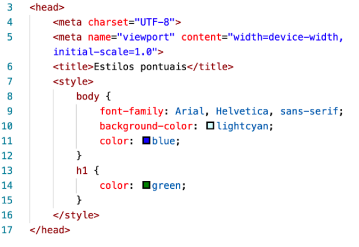 3 <head>
4 <meta charset="UTF-8">
5 <meta name="viewport" content="width=device-width,
initial-scale=1.0">
6 <title>Estilos pontuais</title>
7 <style>
8 body {
9 font-family: Arial, Helvetica, sans-serif;
10 background-color: lightcyan;
11 color: blue;
12 }
13 h1 {
14 color: green;
15 }
16 </style>
17 </head>